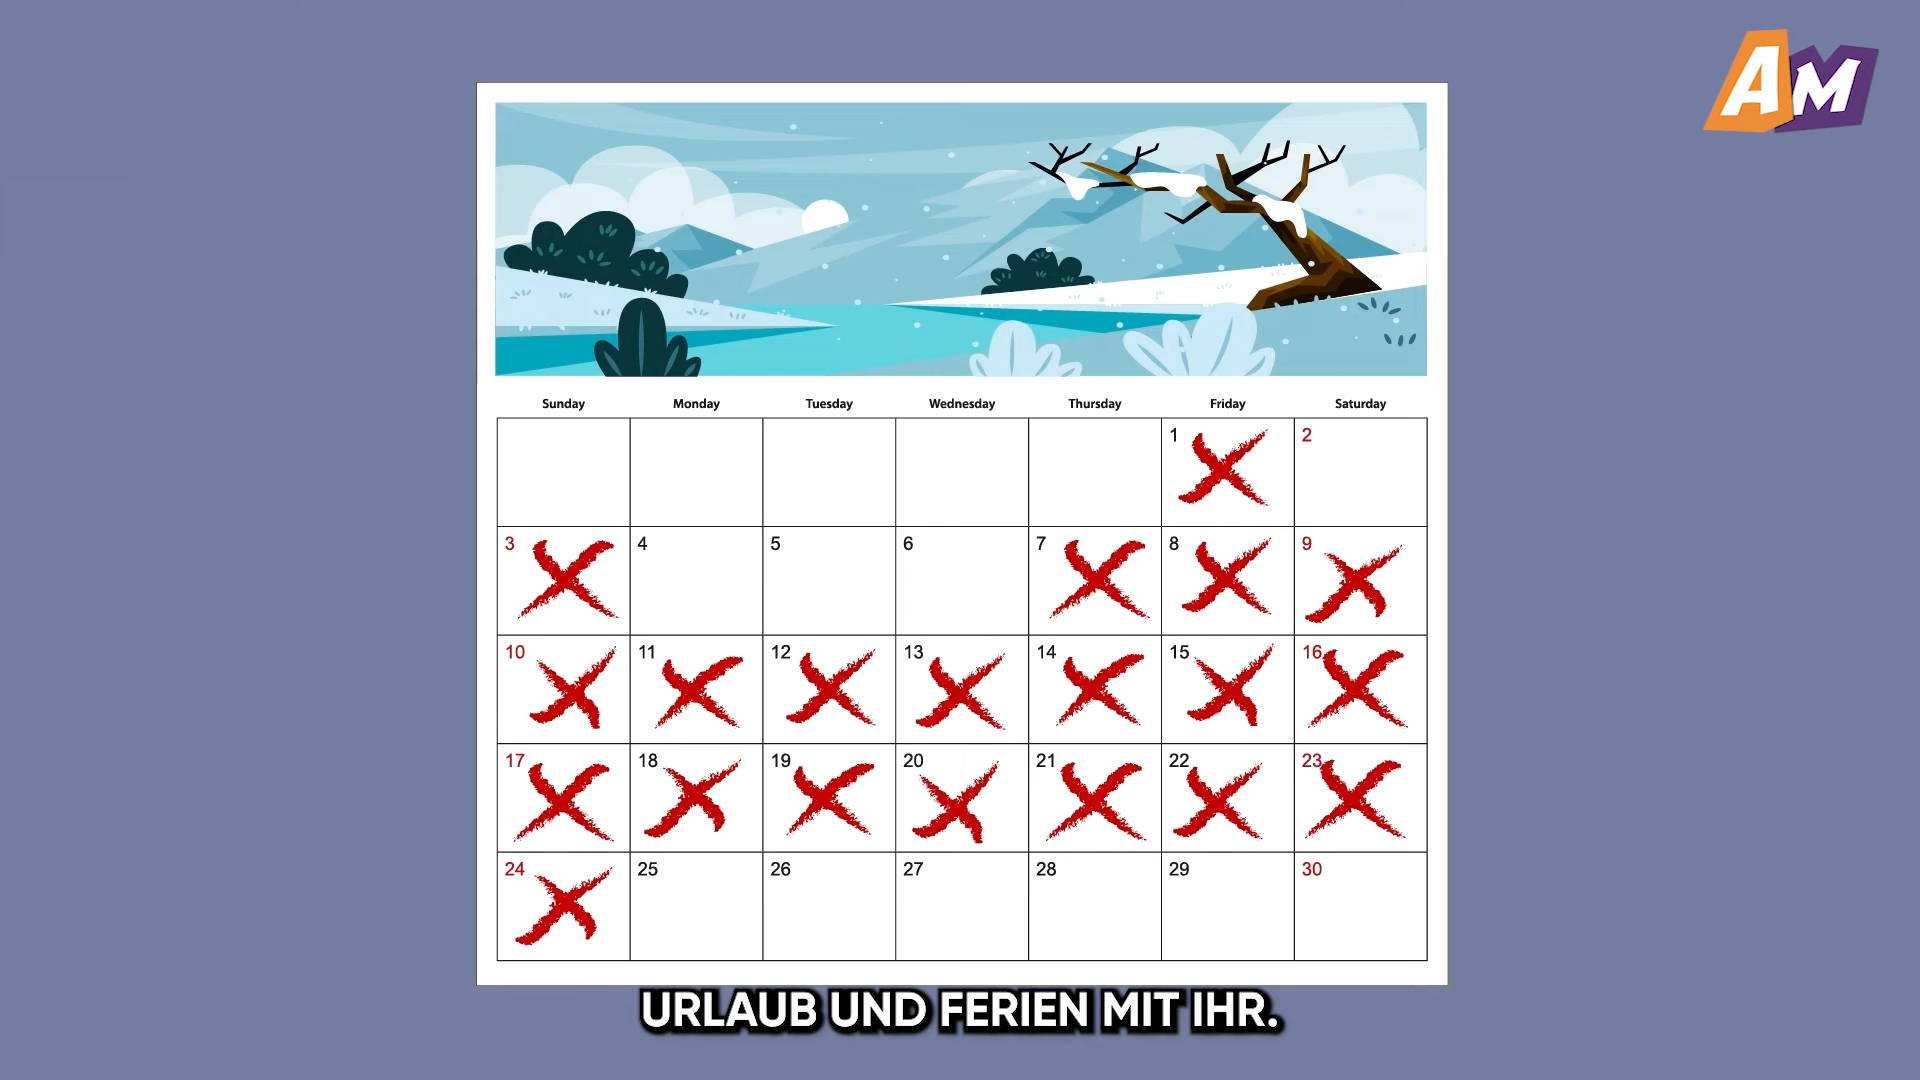 AM
Sunday Monday Tuesday Wednesday Thursday Friday Saturday
1 2
3 4 5 6 7 8 9
10 11 12 13 14 15 16
17 18 19 20 21 22 23
24 25 26 27 28 29 30
URLAUB UND FERIEN MIT IHR.